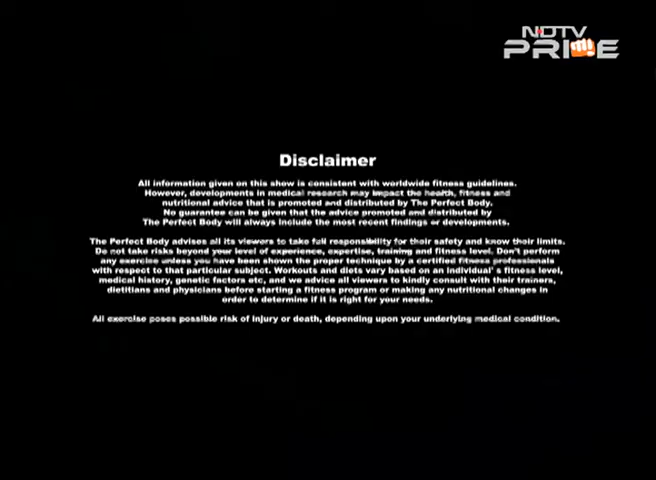 NDTV
PRIME
Disclaimer
All information given on this show is consistent with worldwide fitness guidelines.
However, developments in medical research may impact the health, fitness and
nutritional advice that is promoted and distributed by The Perfect Body.
No guarantee can be given that the advice promoted and distributed by
The Perfect Body will always include the most recent findings or developments.
The Perfect Body advises all its viewers to take full responsibility for their safety and know their limits.
Do not take risks beyond your level of experience, expertise, training and fitness level. Don't perform
any exercise unless you have been shown the proper technique by a certified fitness professionals
with respect to that particular subject. Workouts and diets vary based on an individual' s fitness level,
medical history, genetic factors etc, and we advice all viewers to kindly consult with their trainers,
dietitians and physicians before starting a fitness program or making any nutritional changes in
order to determine if it is right for your needs.
All exercise poses possible risk of injury or death, depending upon your underlying medical condition.